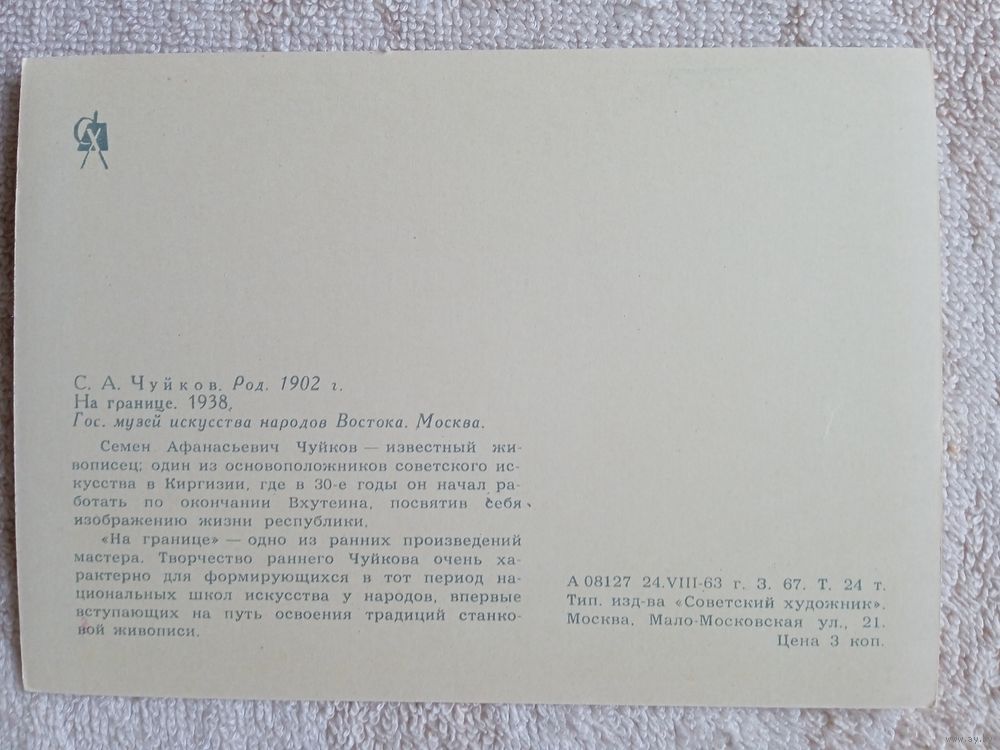 СХ
С. А. Чуйков. Род. 1902 г.
На границе. 1938.
Гос. музей искусства народов Востока. Москва.
Семен Афанасьевич Чуйков — известный жи-
вописец; один из основоположников советского ис-
кусства в Киргизии, где в 30-е годы он начал ра-
ботать по окончании Вхутеина, посвятив себя
изображению жизни республики.
«На границе» — одно из ранних произведений
мастера. Творчество раннего Чуйкова очень ха-
рактерно для формирующихся в тот период на-
циональных школ искусства у народов, впервые
вступающих на путь освоения традиций станко-
вой живописи.
А 08127 24.VIII-63 г. З. 67. Т. 24 т.
Тип. изд-ва «Советский художник».
Москва, Мало-Московская ул., 21.
Цена 3 коп.
www.ay.by